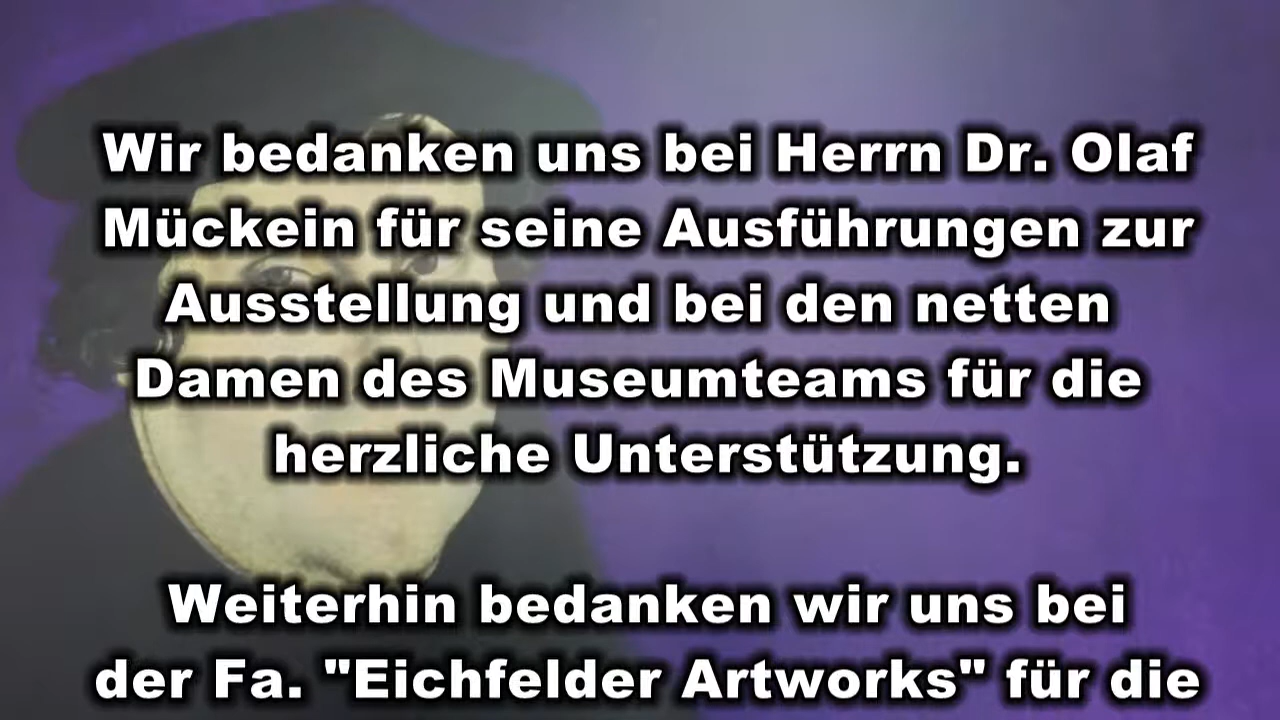 Wir bedanken uns bei Herrn Dr. Olaf
Mückein für seine Ausführungen zur
Ausstellung und bei den netten
Damen des Museumteams für die
herzliche Unterstützung.
Weiterhin bedanken wir uns bei
der Fa. "Eichfelder Artworks" für die